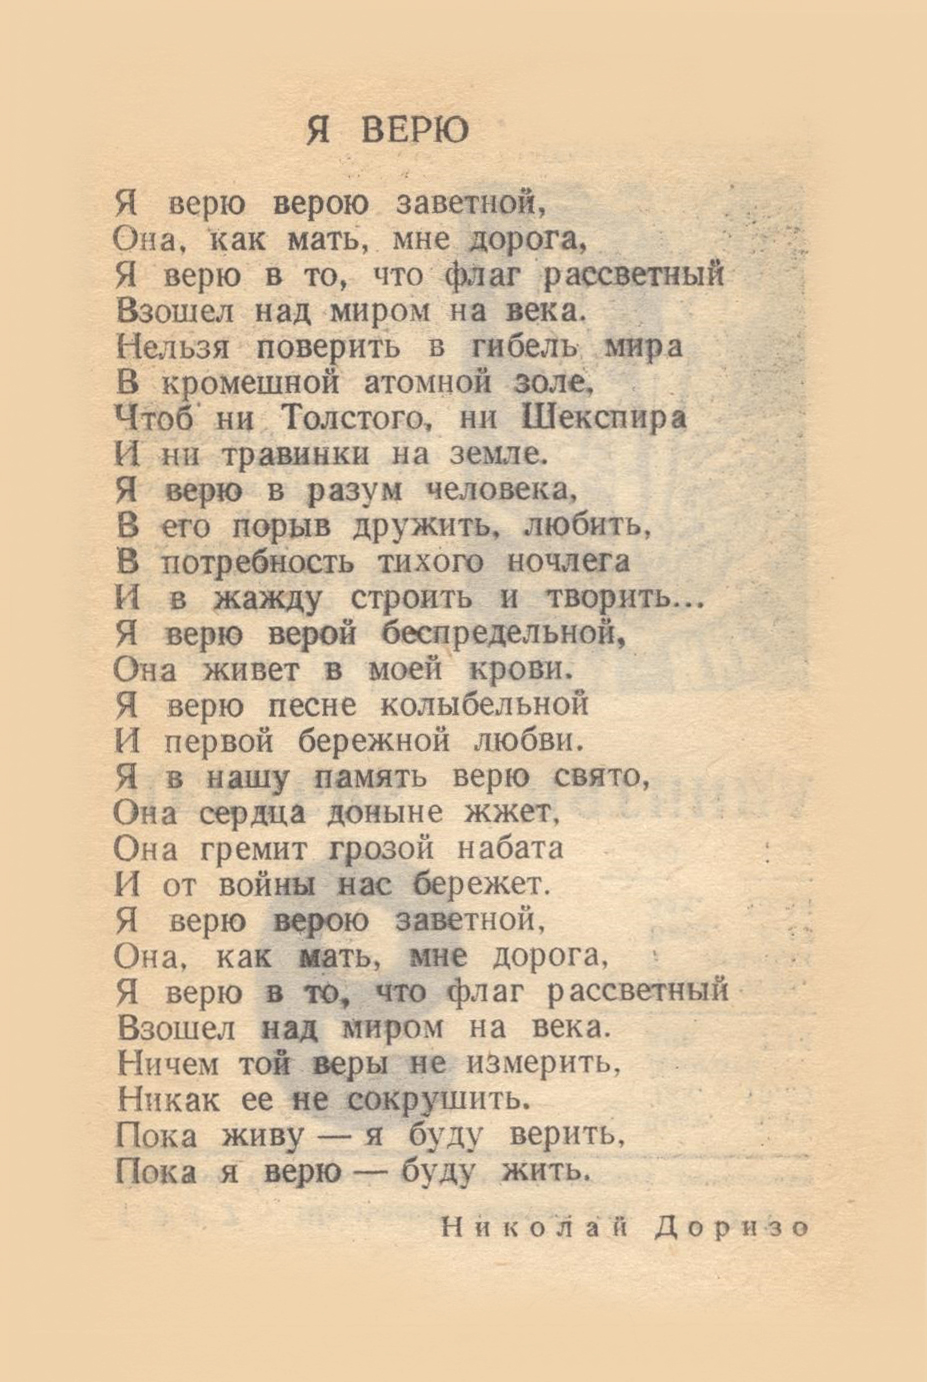 Я ВЕРЮ
Я верю верою заветной,
Она, как мать, мне дорога,
Я верю в то, что флаг рассветный
Взошел над миром на века.
Нельзя поверить в гибель мира
В кромешной атомной золе,
Чтоб ни Толстого, ни Шекспира
И ни травинки на земле.
Я верю в разум человека,
В его порыв дружить, любить,
В потребность тихого ночлега
И в жажду строить и творить...
Я верю верой беспредельной,
Она живет в моей крови.
Я верю песне колыбельной
И первой бережной любви.
Я в нашу память верю свято,
Она сердца доныне жжет,
Она гремит грозой набата
И от войны нас бережет.
Я верю верою заветной,
Она, как мать, мне дорога,
Я верю в то, что флаг рассветный
Взошел над миром на века.
Ничем той веры не измерить,
Никак ее не сокрушить.
Пока живу — я буду верить,
Пока я верю — буду жить.
Николай Доризо